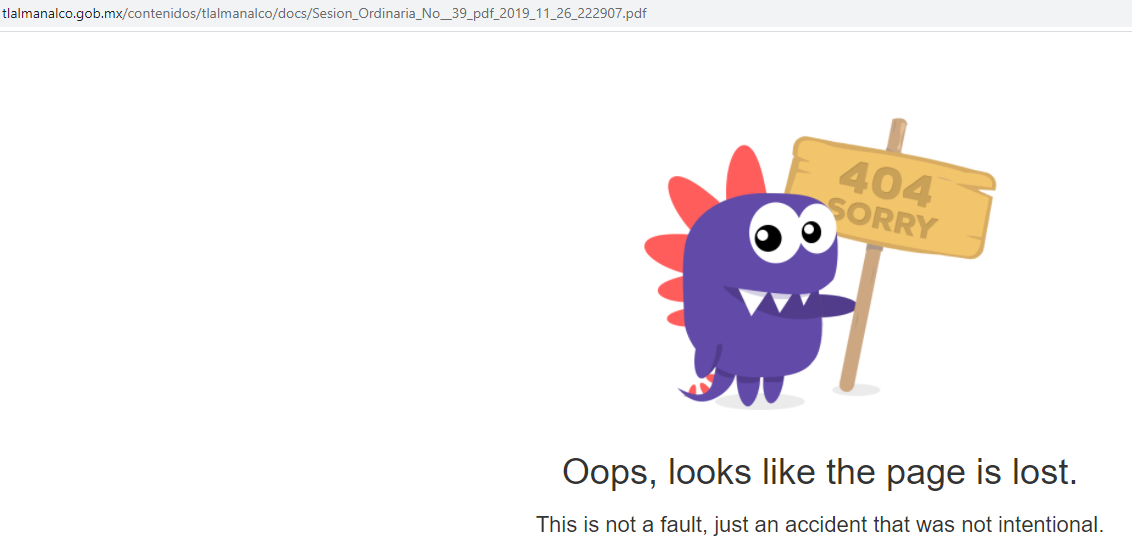 tlalmanalco.gob.mx/contenidos/tlalmanalco/docs/Sesion_Ordinaria_No__39_pdf_2019_11_26_222907.pdf
404
SORRY
Oops, looks like the page is lost.
This is not a fault, just an accident that was not intentional.